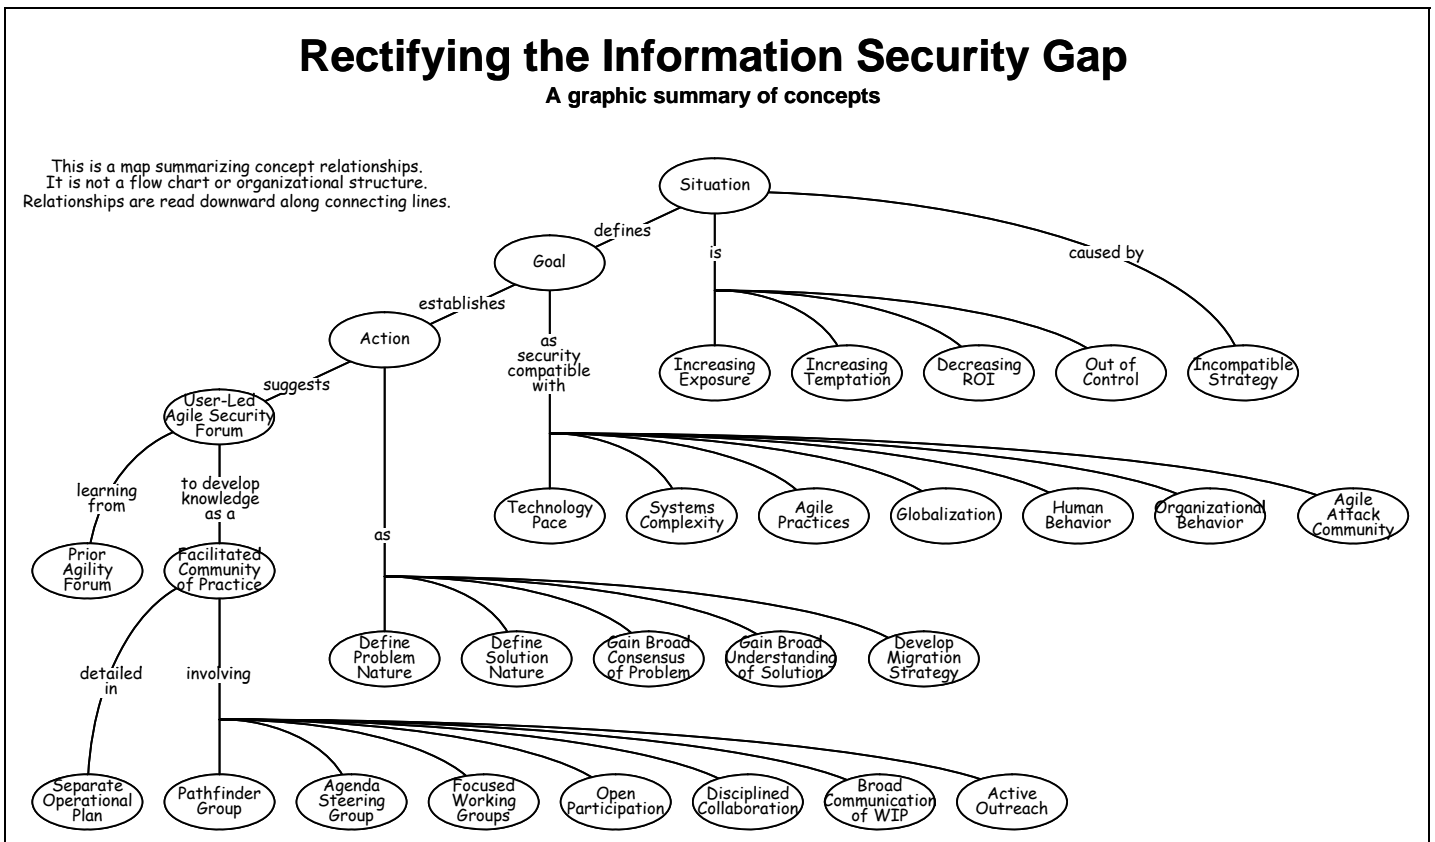 Rectifying the Information Security Gap
A graphic summary of concepts
This is a map summarizing concept relationships.
It is not a flow chart or organizational structure.
Relationships are read downward along connecting lines.
Situation
defines
is
caused by
Goal
establishes
as
security
compatible
with
Action
Increasing
Exposure
Increasing
Temptation
Decreasing
ROI
Out of
Control
Incompatible
Strategy
suggests
User-Led
Agile Security
Forum
learning
from
to develop
knowledge
as a
as
Technology
Pace
Systems
Complexity
Agile
Practices
Globalization
Human
Behavior
Organizational
Behavior
Agile
Attack
Community
Prior
Agility
Forum
Facilitated
Community
of Practice
Define
Problem
Nature
Define
Solution
Nature
Gain Broad
Consensus
of Problem
Gain Broad
Understanding
of Solution
Develop
Migration
Strategy
detailed
in
involving
Separate
Operational
Plan
Pathfinder
Group
Agenda
Steering
Group
Focused
Working
Groups
Open
Participation
Disciplined
Collaboration
Broad
Communication
of WIP
Active
Outreach